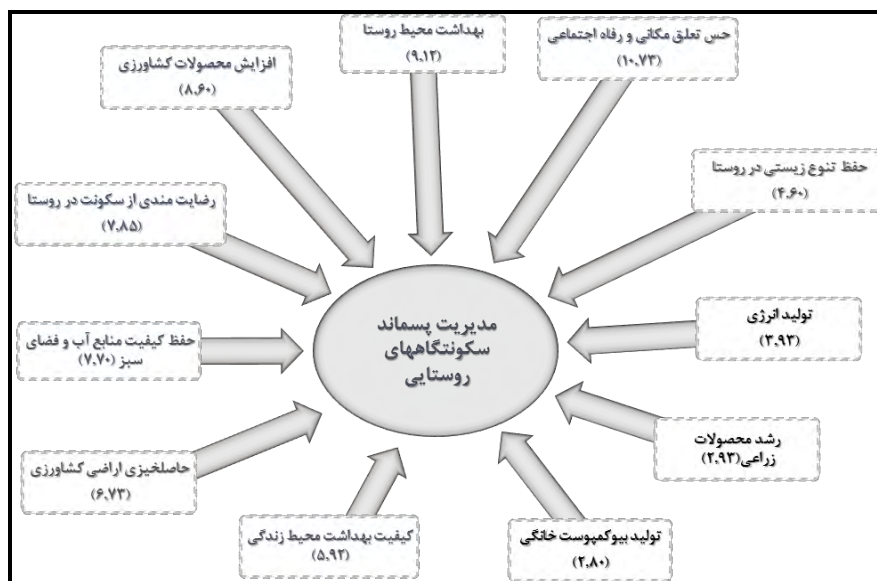 حس تعلق مکانی و رفاه اجتماعی
(۱۰.۷۳)
بهداشت محیط روستا
(۹.۱۲)
افزایش محصولات کشاورزی
(۸.۶۰)
حفظ تنوع زیستی در روستا
(۴.۶۰)
رضایت مندی از سکونت در روستا
(۷.۸۵)
تولید انرژی
(۳.۹۳)
مدیریت پسماند
سکونتگاههای
روستایی
حفظ کیفیت منابع آب و فضای
سبز (۷.۷۰)
رشد محصولات
زراعی(۲.۹۳)
حاصلخیزی اراضی کشاورزی
(۶.۷۳)
تولید بیوکمپوست خانگی
(۲.۸۰)
کیفیت بهداشت محیط زندگی
(۵.۹۲)